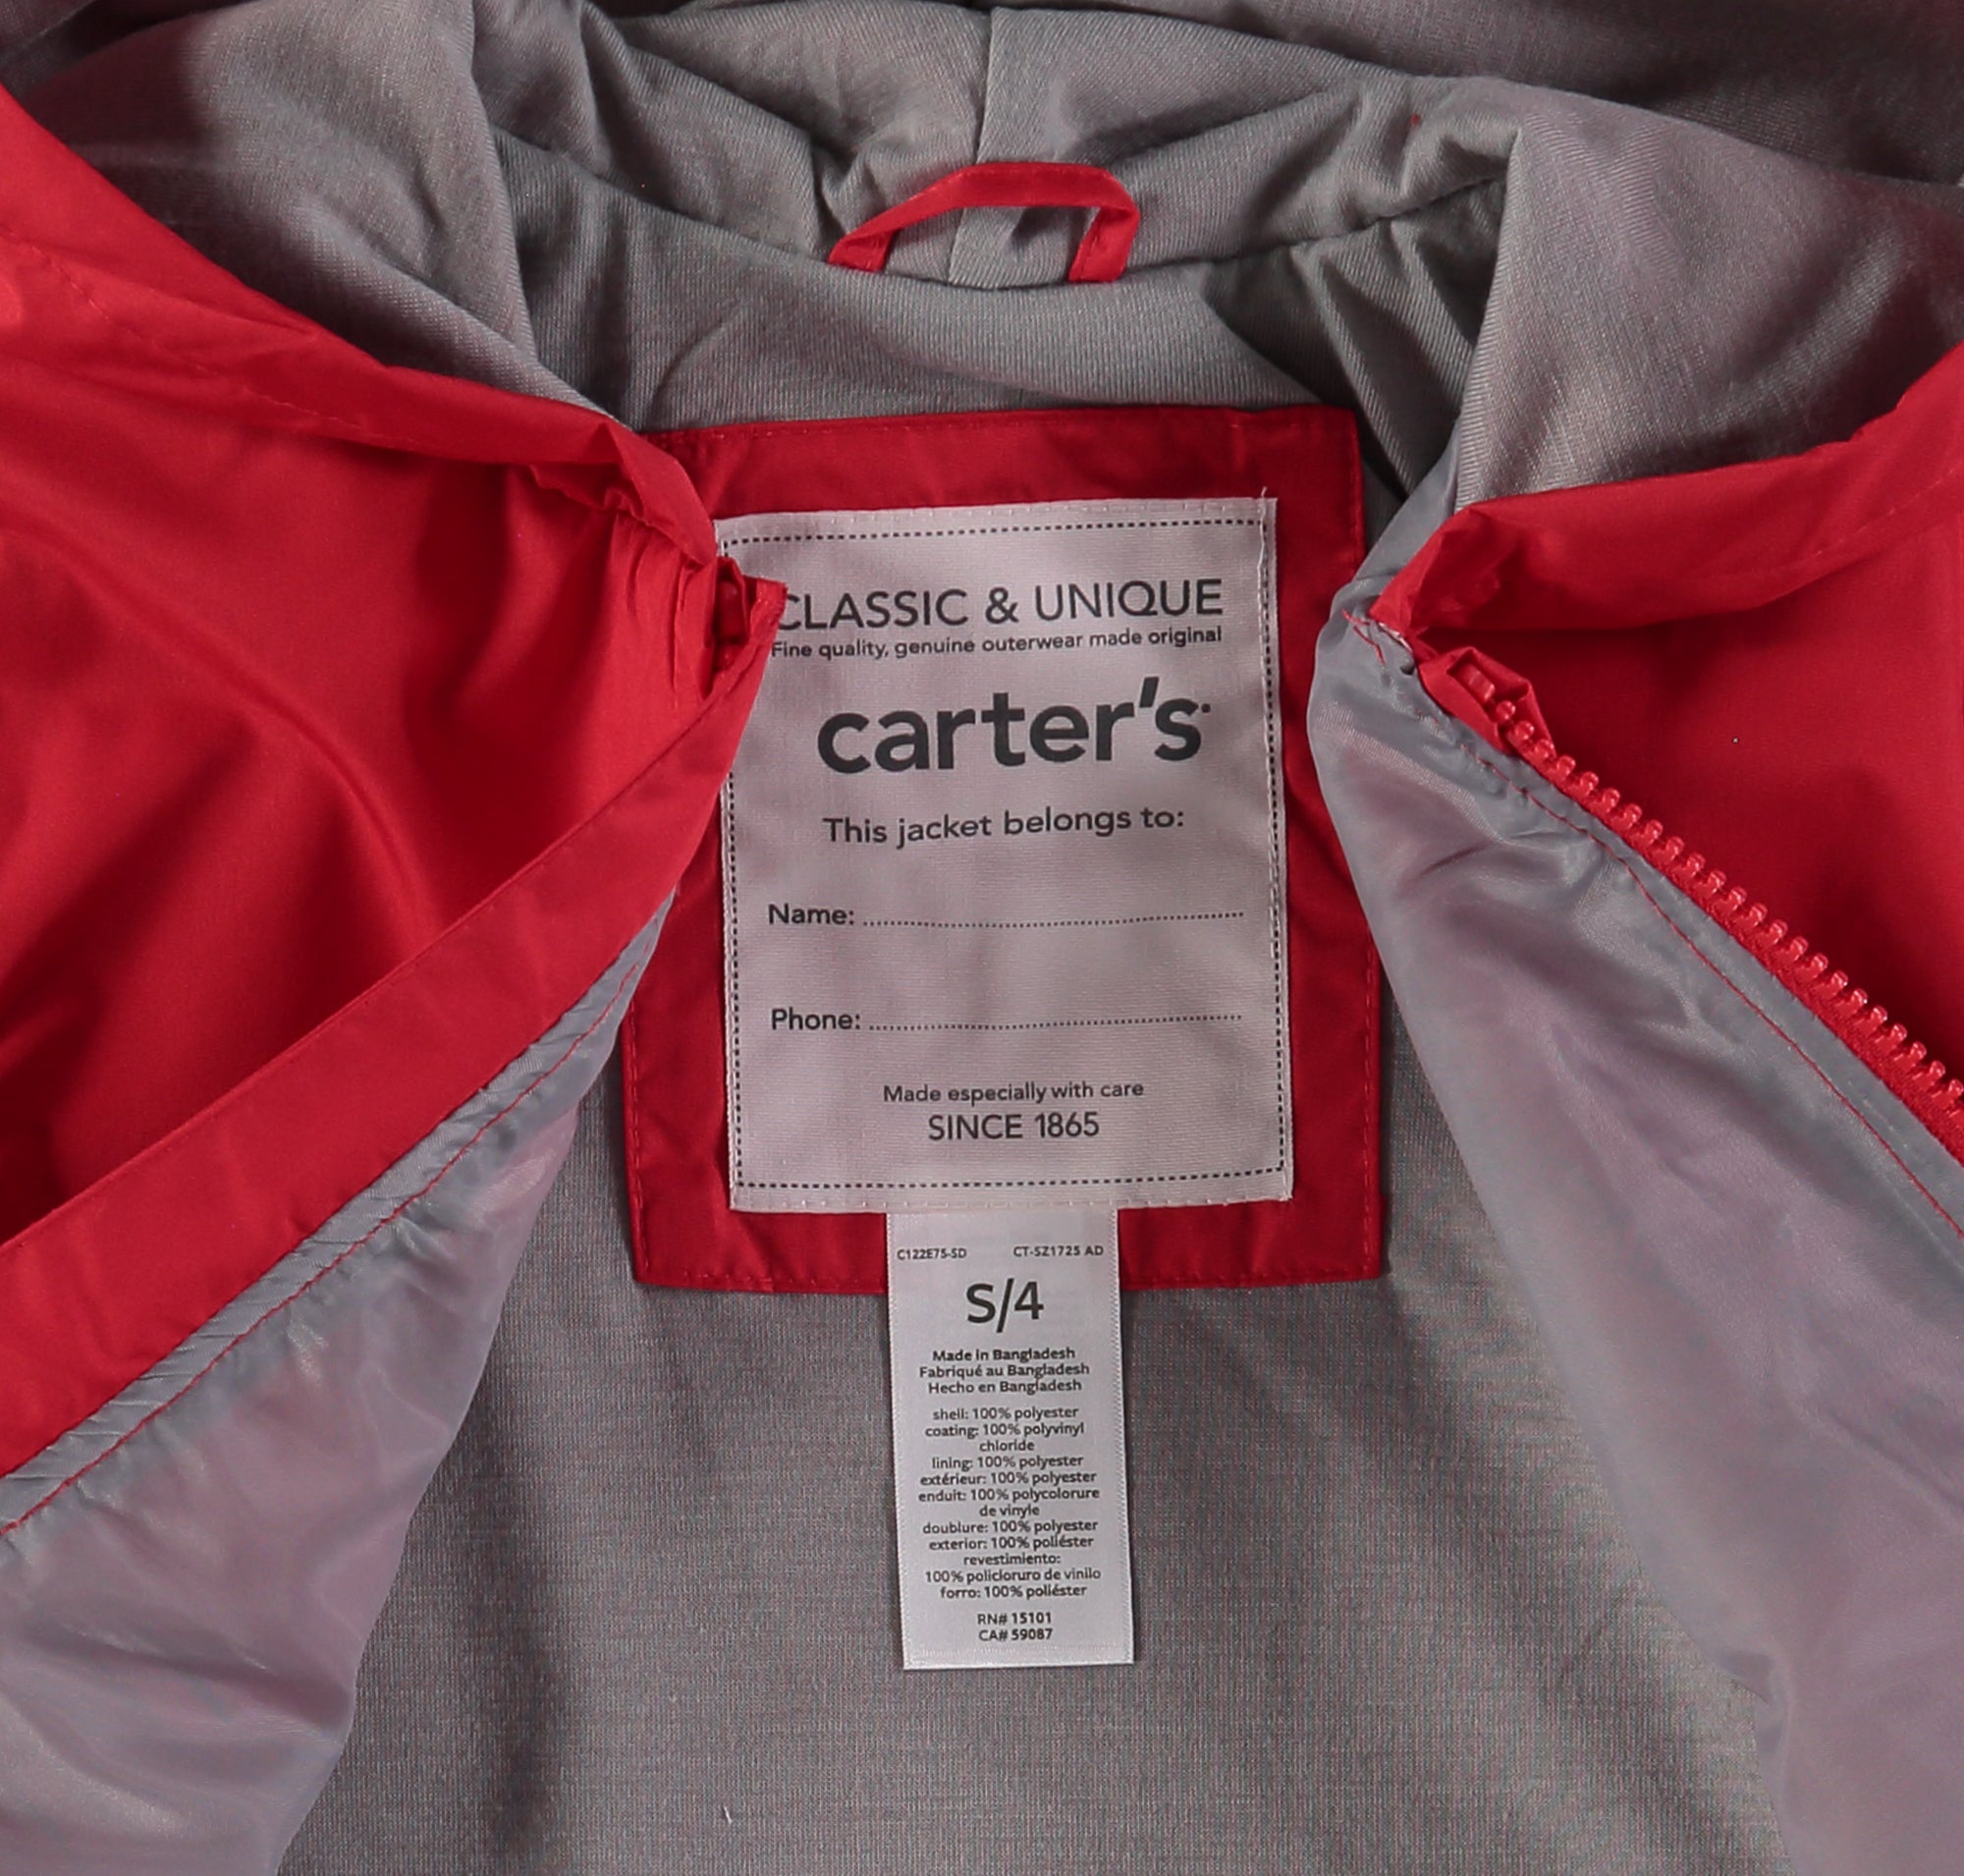 CLASSIC & UNIQUE
Fine quality, genuine outerwear made original
carter's
This jacket belongs to:
Name:
Phone:
Made especially with care
SINCE 1865
C122E75-SD CT-SZ1725 AD
S/4
Made in Bangladesh
Fabriqué au Bangladesh
Hecho en Bangladesh
shell: 100% polyester
coating: 100% polyvinyl
chloride
lining: 100% polyester
extérieur: 100% polyester
enduit: 100% polycolorure
de vinyle
doublure: 100% polyester
exterior: 100% poliéster
revestimiento:
100% policloruro de vinilo
forro: 100% poliéster
RN# 15101
CA# 59087